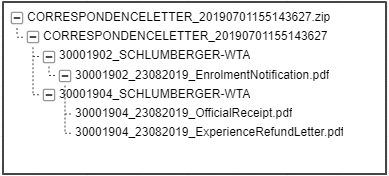 CORRESPONDENCELETTER_20190701155143627.zip
CORRESPONDENCELETTER_20190701155143627
30001902_SCHLUMBERGER-WTA
30001902_23082019_EnrolmentNotification.pdf
30001904_SCHLUMBERGER-WTA
30001904_23082019_OfficialReceipt.pdf
30001904_23082019_ExperienceRefundLetter.pdf